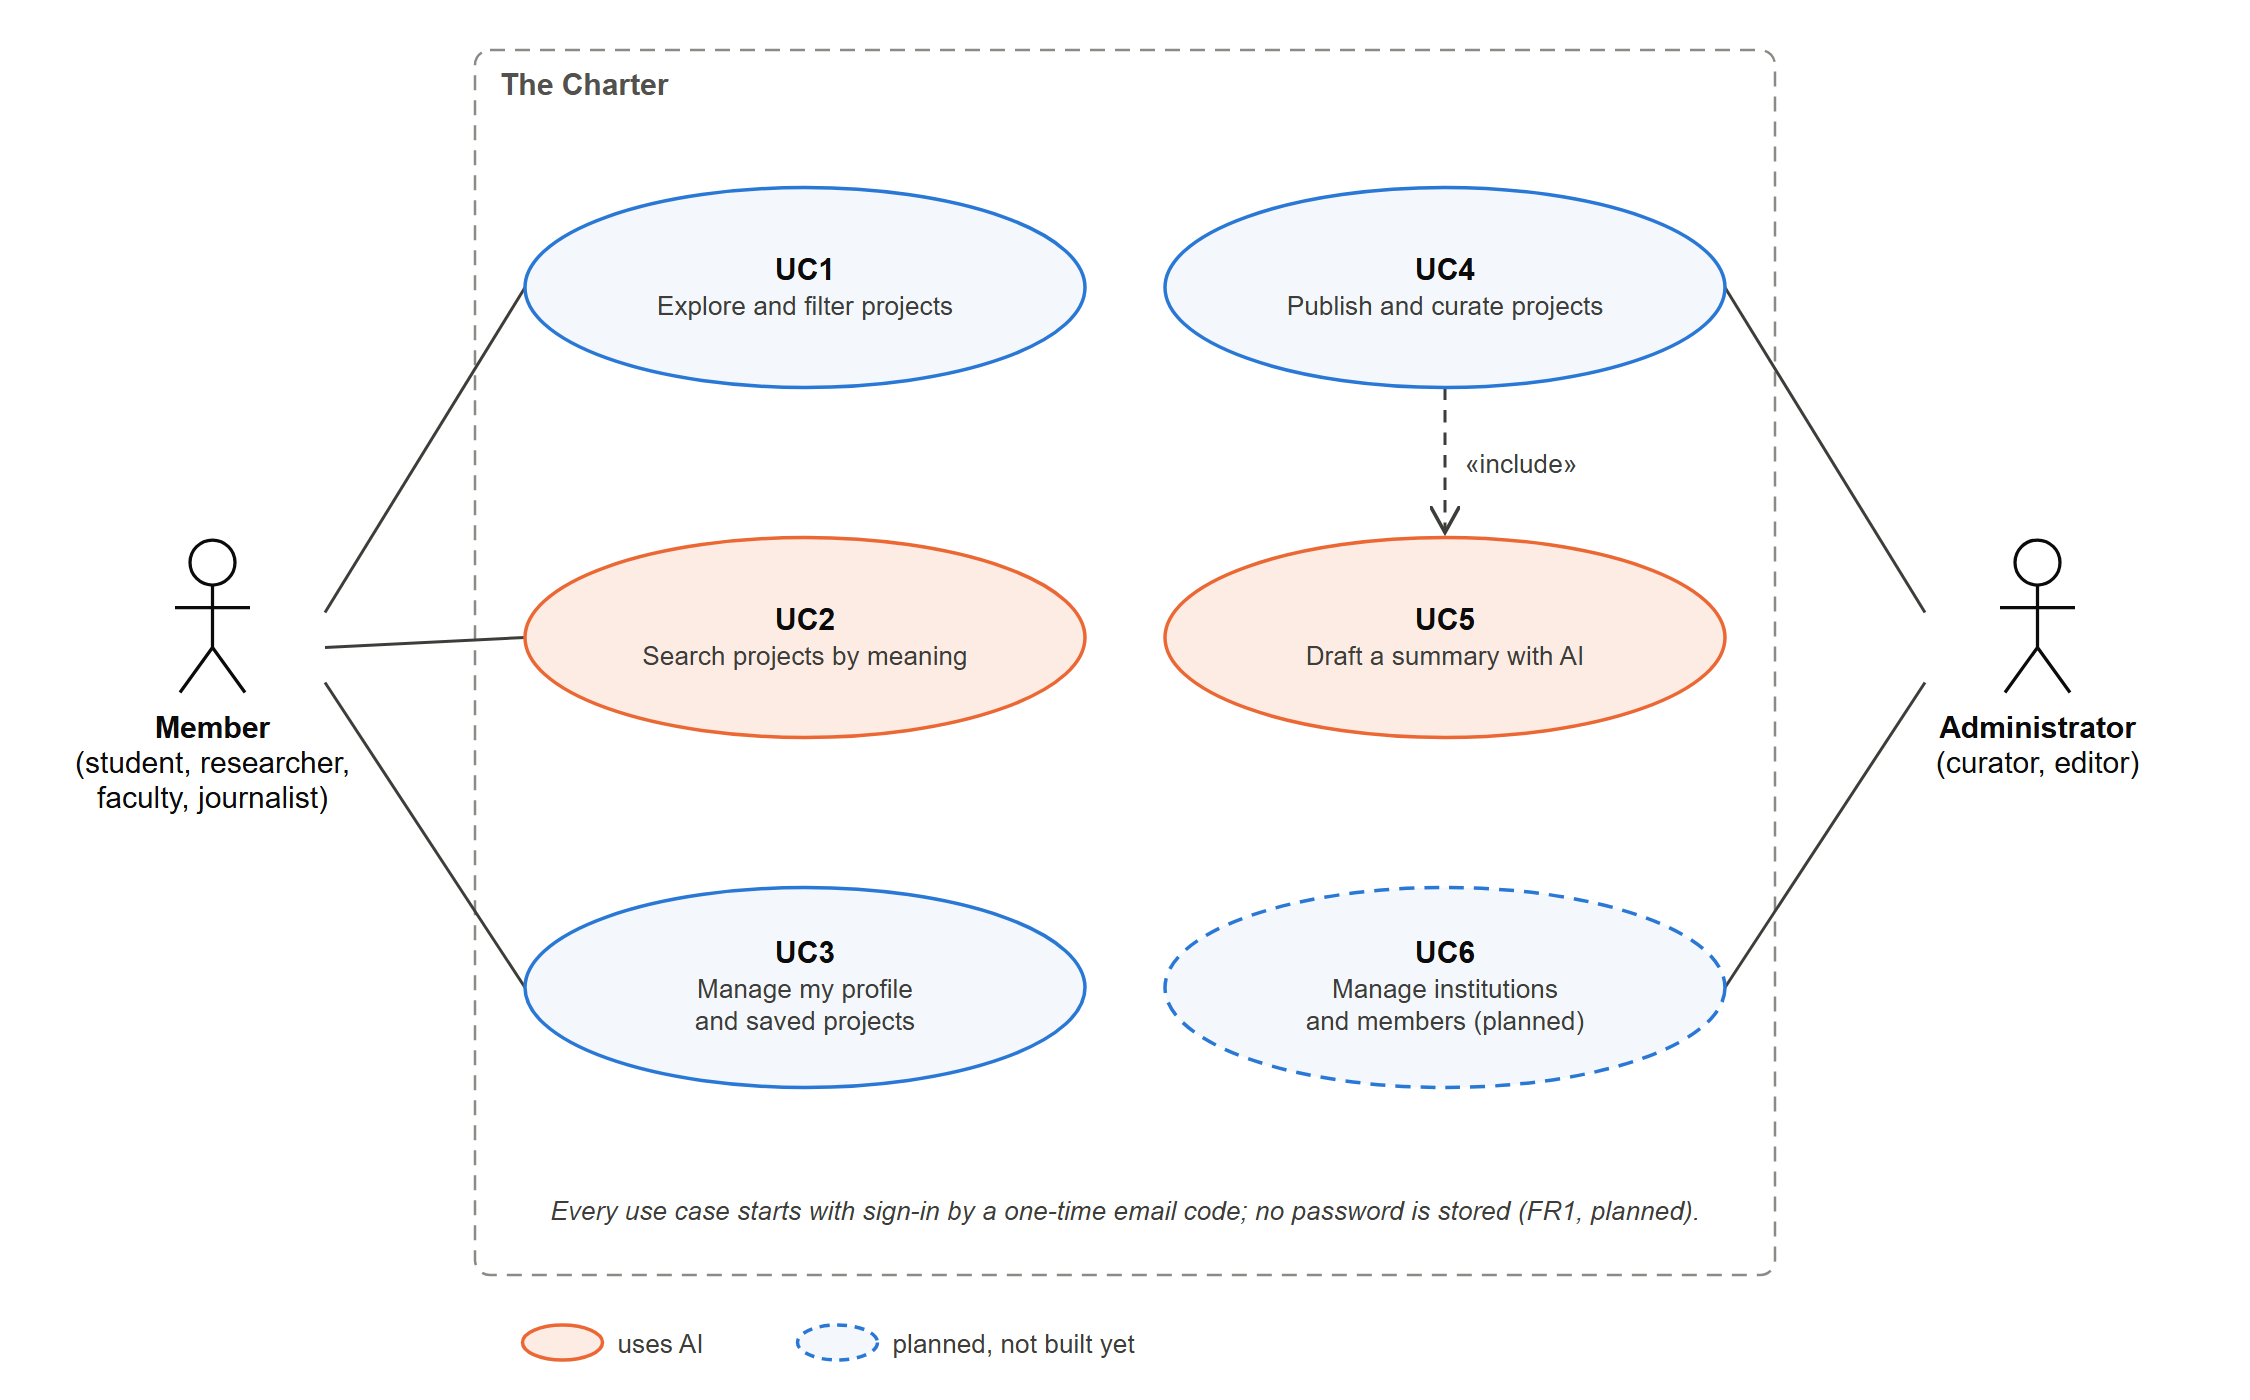 The Charter
UC1
Explore and filter projects
UC4
Publish and curate projects
«include»
UC2
Search projects by meaning
UC5
Draft a summary with AI
Member
(student, researcher,
faculty, journalist)
Administrator
(curator, editor)
UC3
Manage my profile
and saved projects
UC6
Manage institutions
and members (planned)
Every use case starts with sign-in by a one-time email code; no password is stored (FR1, planned).
uses AI
planned, not built yet